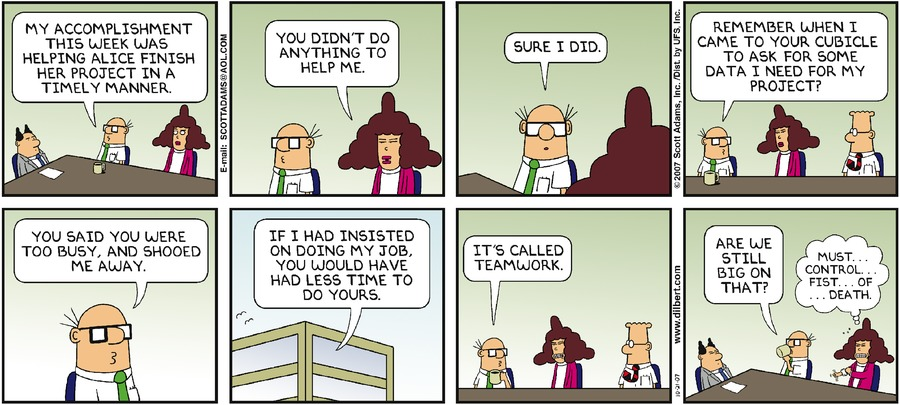 MY ACCOMPLISHMENT
THIS WEEK WAS
HELPING ALICE FINISH
HER PROJECT IN A
TIMELY MANNER.
E-mail: SCOTTADAMS@AOL.COM
YOU DIDN'T DO
ANYTHING TO
HELP ME.
SURE I DID.
©2007 Scott Adams, Inc./Dist. by UFS, Inc.
REMEMBER WHEN I
CAME TO YOUR CUBICLE
TO ASK FOR SOME
DATA I NEED FOR MY
PROJECT?
YOU SAID YOU WERE
TOO BUSY, AND SHOOED
ME AWAY.
IF I HAD INSISTED
ON DOING MY JOB,
YOU WOULD HAVE
HAD LESS TIME TO
DO YOURS.
IT'S CALLED
TEAMWORK.
www.dilbert.com
10-21-07
ARE WE
STILL
BIG ON
THAT?
MUST...
CONTROL...
FIST... OF
...DEATH.